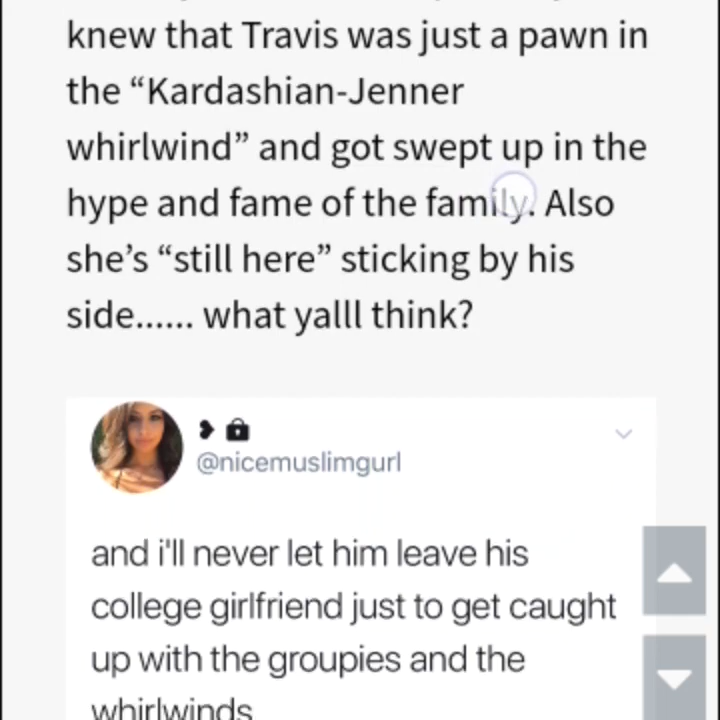 knew that Travis was just a pawn in
the “Kardashian-Jenner
whirlwind” and got swept up in the
hype and fame of the family. Also
she’s “still here” sticking by his
side...... what yalll think?
@nicemuslimgurl
and i'll never let him leave his
college girlfriend just to get caught
up with the groupies and the
whirlwinds